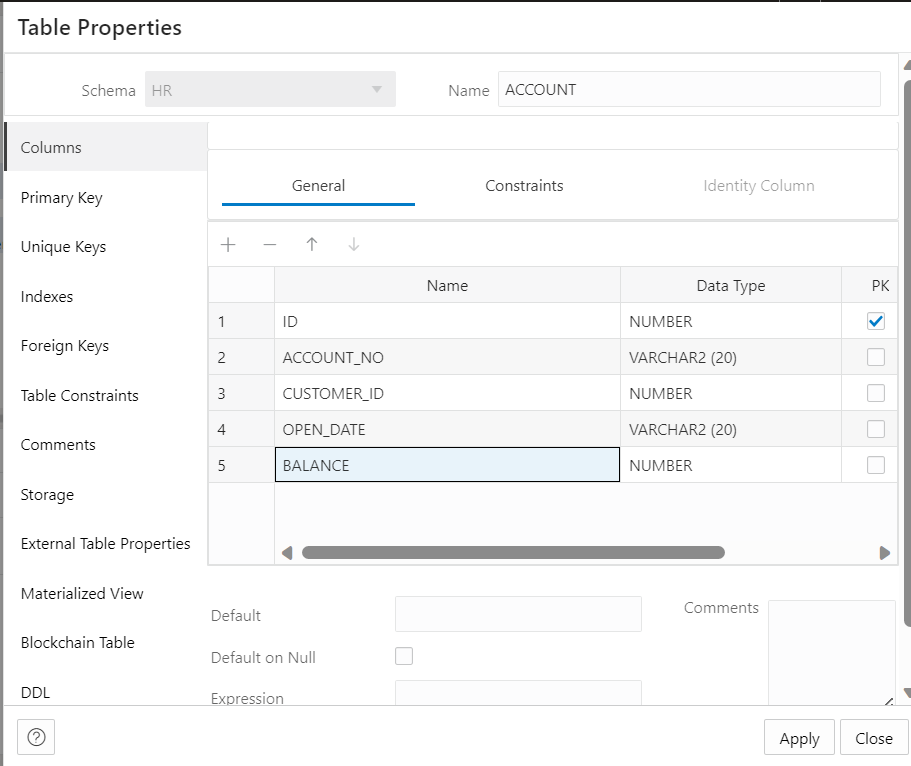 Table Properties
Schema HR Name ACCOUNT
Columns
Primary Key
Unique Keys
Indexes
Foreign Keys
Table Constraints
Comments
Storage
External Table Properties
Materialized View
Blockchain Table
DDL
General Constraints Identity Column
Name Data Type PK
1 ID NUMBER
2 ACCOUNT_NO VARCHAR2 (20)
3 CUSTOMER_ID NUMBER
4 OPEN_DATE VARCHAR2 (20)
5 BALANCE NUMBER
Default Comments
Default on Null
Expression
Apply Close